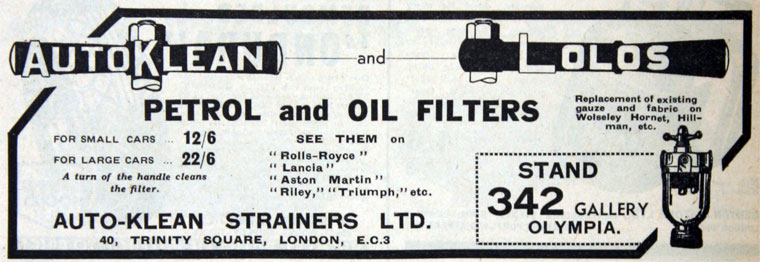 AUTOKLEAN and LOLOS
PETROL and OIL FILTERS
Replacement of existing
gauze and fabric on
Wolseley Hornet, Hill-
man, etc.
FOR SMALL CARS ... 12/6
FOR LARGE CARS ... 22/6
A turn of the handle cleans
the filter.
SEE THEM on
"Rolls-Royce"
"Lancia"
"Aston Martin"
"Riley," "Triumph," etc.
STAND
342 GALLERY
OLYMPIA.
AUTO-KLEAN STRAINERS LTD.
40, TRINITY SQUARE, LONDON, E.C.3